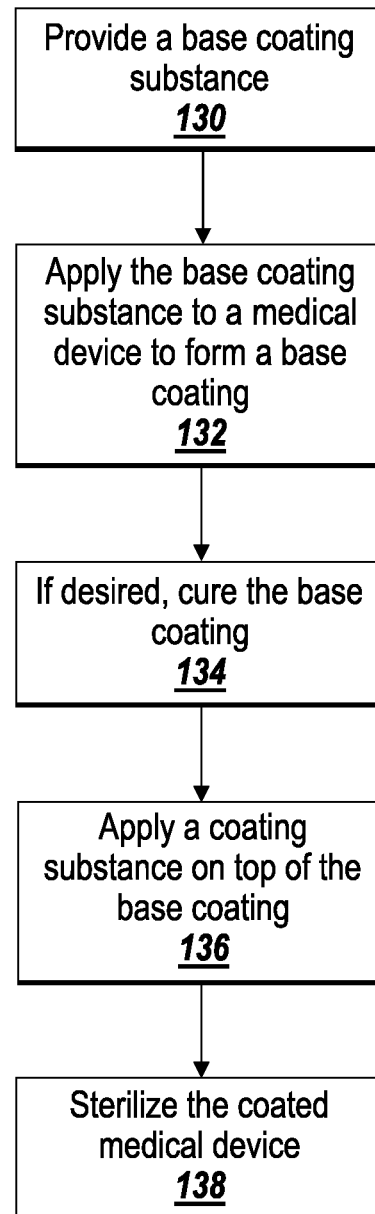 Provide a base coating
substance
130
Apply the base coating
substance to a medical
device to form a base
coating
132
If desired, cure the base
coating
134
Apply a coating
substance on top of the
base coating
136
Sterilize the coated
medical device
138